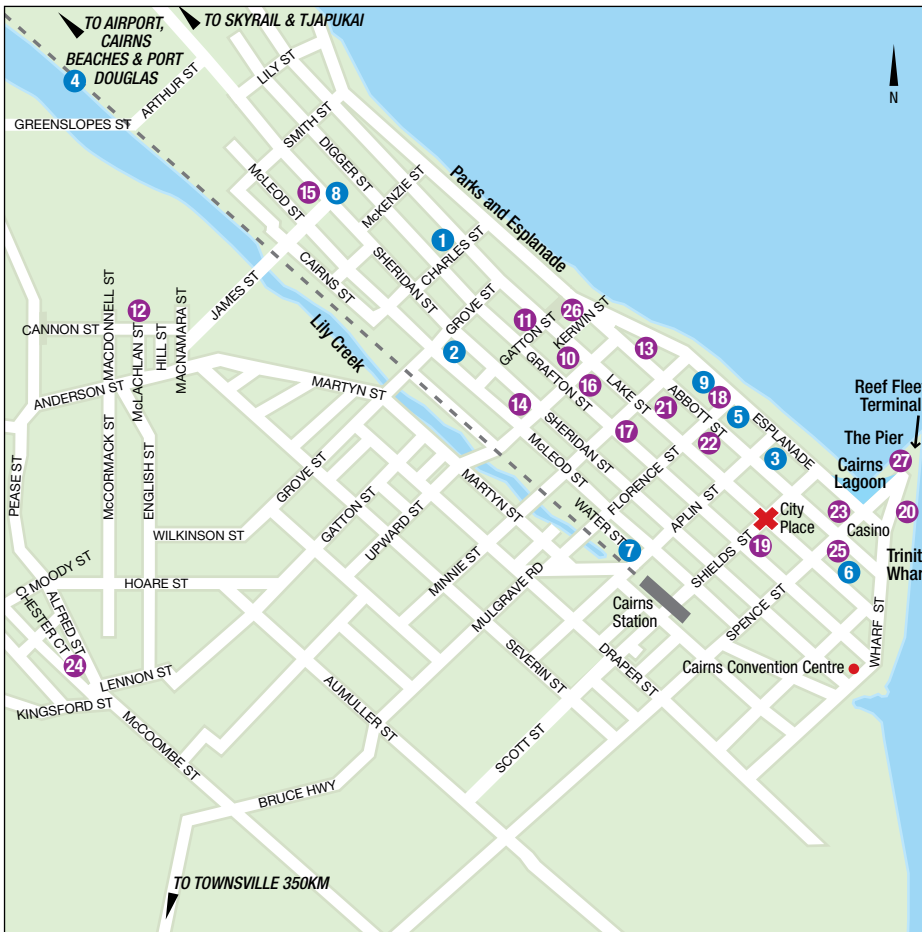 TO AIRPORT,
CAIRNS
BEACHES & PORT
DOUGLAS
TO SKYRAIL & TJAPUKAI
4
ARTHUR ST
LILY ST
GREENSLOPES ST
N
SMITH ST
DIGGER ST
McLEOD ST
15
8
McKENZIE ST
Parks and Esplanade
1
CHARLES ST
SHERIDAN ST
CAIRNS ST
JAMES ST
GROVE ST
Lily Creek
CANNON ST
MACDONNELL ST
12
McLACHLAN ST
HILL ST
MACNAMARA ST
2
11
GATTON ST
26
KERWIN ST
10
GRAFTON ST
13
16
LAKE ST
9
18
ABBOTT ST
21
5
ESPLANADE
Reef Flee
Terminal
ANDERSON ST
MARTYN ST
14
SHERIDAN ST
17
22
3
The Pier
27
Cairns
Lagoon
McLEOD ST
FLORENCE ST
PEASE ST
McCORMACK ST
ENGLISH ST
GROVE ST
GATTON ST
UPWARD ST
MARTYN ST
WATER ST
APLIN ST
City
Place
23
Casino
20
WILKINSON ST
7
SHIELDS ST
19
25
6
Trinit
Whar
C/ MOODY ST
HOARE ST
MINNIE ST
MULGRAVE RD
Cairns
Station
SPENCE ST
ALFRED ST
CHESTER CT
24
LENNON ST
KINGSFORD ST
SEVERIN ST
DRAPER ST
WHARF ST
Cairns Convention Centre
AUMULLER ST
McCOOMBE ST
SCOTT ST
BRUCE HWY
TO TOWNSVILLE 350KM